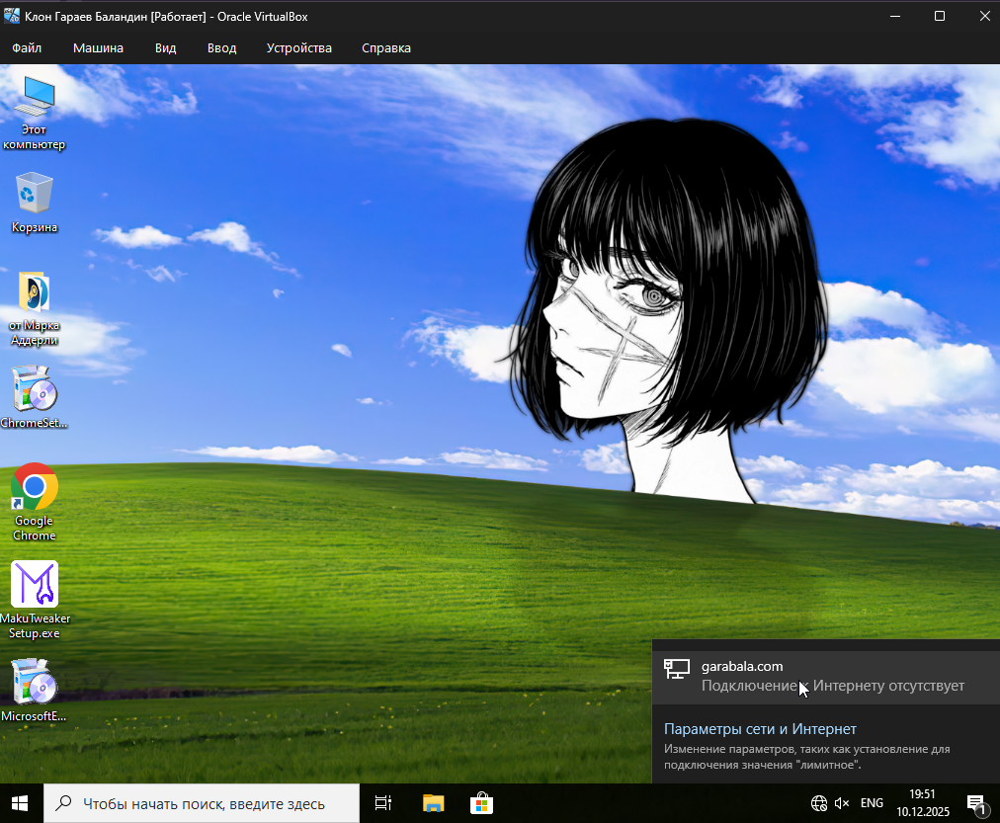 Клон Гараев Баландин [Работает] - Oracle VirtualBox
Файл Машина Вид Ввод Устройства Справка
Этот
компьютер
Корзина
от Марка
Аддерли
ChromeSet...
Google
Chrome
MakuTweaker
Setup.exe
MicrosoftE...
garabala.com
Подключение к Интернету отсутствует
Параметры сети и Интернет
Изменение параметров, таких как установление для
подключения значения "лимитное".
Чтобы начать поиск, введите здесь
ENG
19:51
10.12.2025
1